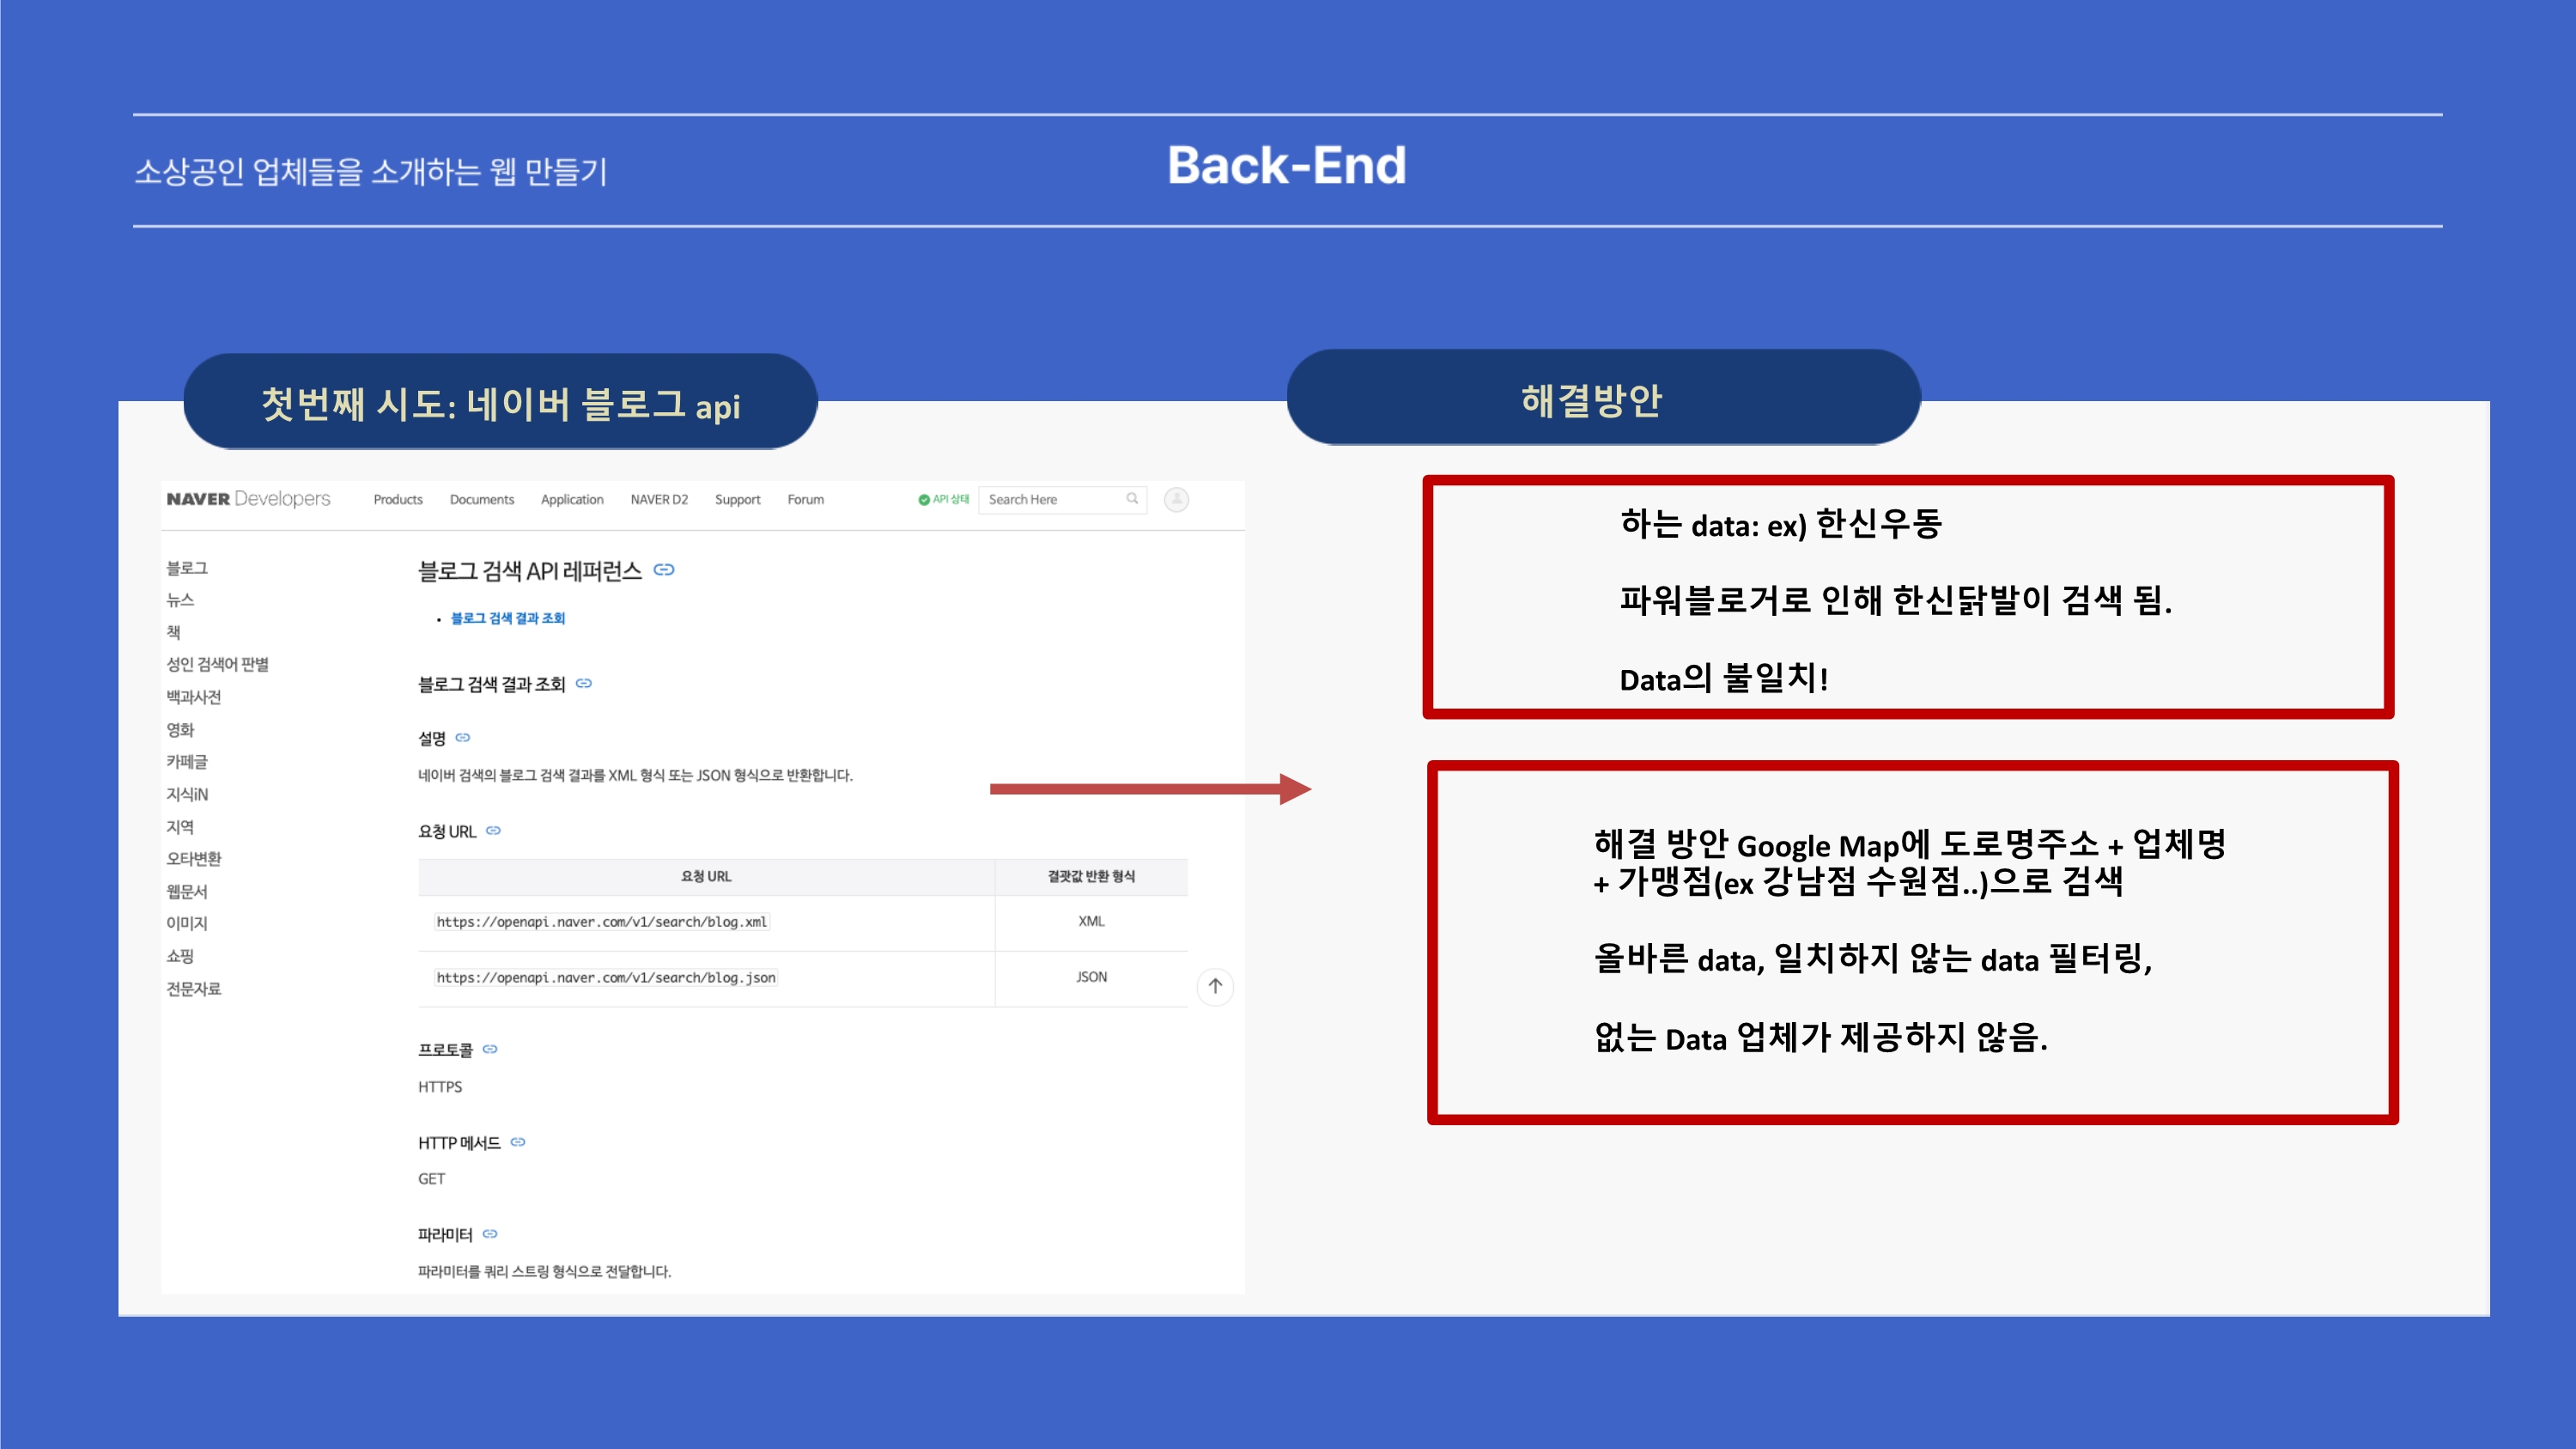 소상공인 업체들을 소개하는 웹 만들기
Back-End
첫번째 시도: 네이버 블로그 api
NAVER Developers
Products Documents Application NAVER D2 Support Forum
API 상태
Search Here
블로그
뉴스
책
성인 검색어 판별
백과사전
영화
카페글
지식iN
지역
오타변환
웹문서
이미지
쇼핑
전문자료
블로그 검색 API 레퍼런스
• 블로그 검색 결과 조회
블로그 검색 결과 조회
설명
네이버 검색의 블로그 검색 결과를 XML 형식 또는 JSON 형식으로 반환합니다.
요청 URL
요청 URL 결괏값 반환 형식
https://openapi.naver.com/v1/search/blog.xml XML
https://openapi.naver.com/v1/search/blog.json JSON
프로토콜
HTTPS
HTTP 메서드
GET
파라미터
파라미터를 쿼리 스트링 형식으로 전달합니다.
해결방안
하는 data: ex) 한신우동
파워블로거로 인해 한신닭발이 검색 됨.
Data의 불일치!
해결 방안 Google Map에 도로명주소 + 업체명
+ 가맹점(ex 강남점 수원점..)으로 검색
올바른 data, 일치하지 않는 data 필터링,
없는 Data 업체가 제공하지 않음.